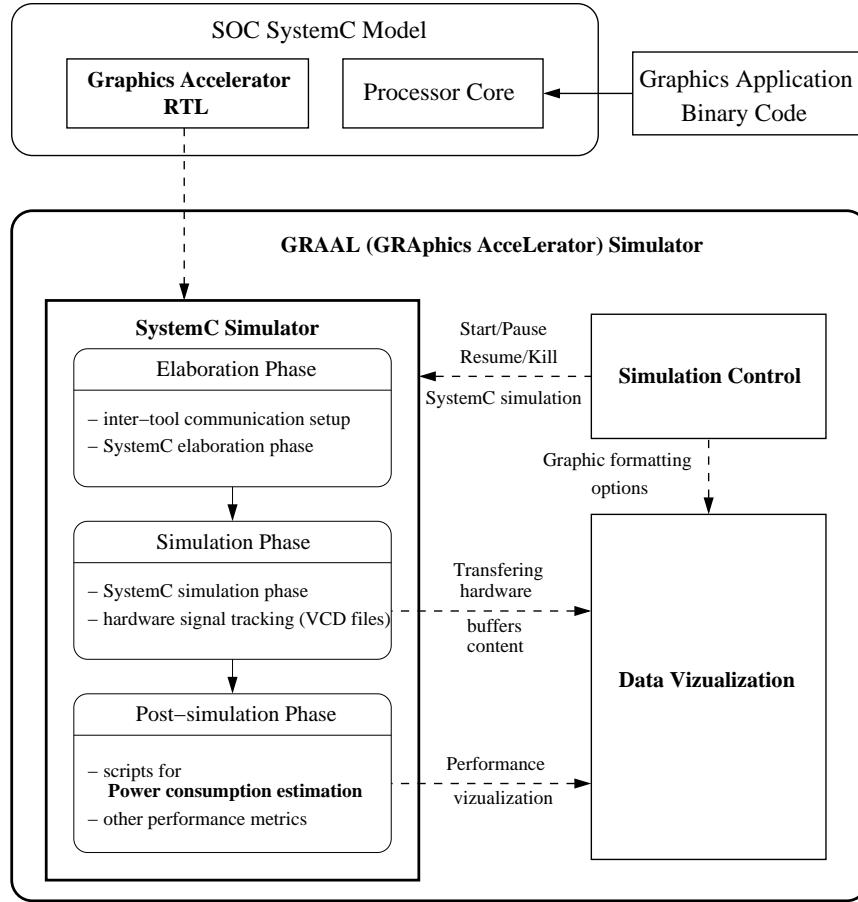 SOC SystemC Model
Graphics Accelerator
RTL
Processor Core
Graphics Application
Binary Code
GRAAL (GRAphics AcceLerator) Simulator
SystemC Simulator
Elaboration Phase
– inter–tool communication setup
– SystemC elaboration phase
Start/Pause
Resume/Kill
SystemC simulation
Simulation Control
Graphic formatting
options
Simulation Phase
– SystemC simulation phase
– hardware signal tracking (VCD files)
Transfering
hardware
buffers
content
Data Vizualization
Post–simulation Phase
– scripts for
Power consumption estimation
– other performance metrics
Performance
vizualization